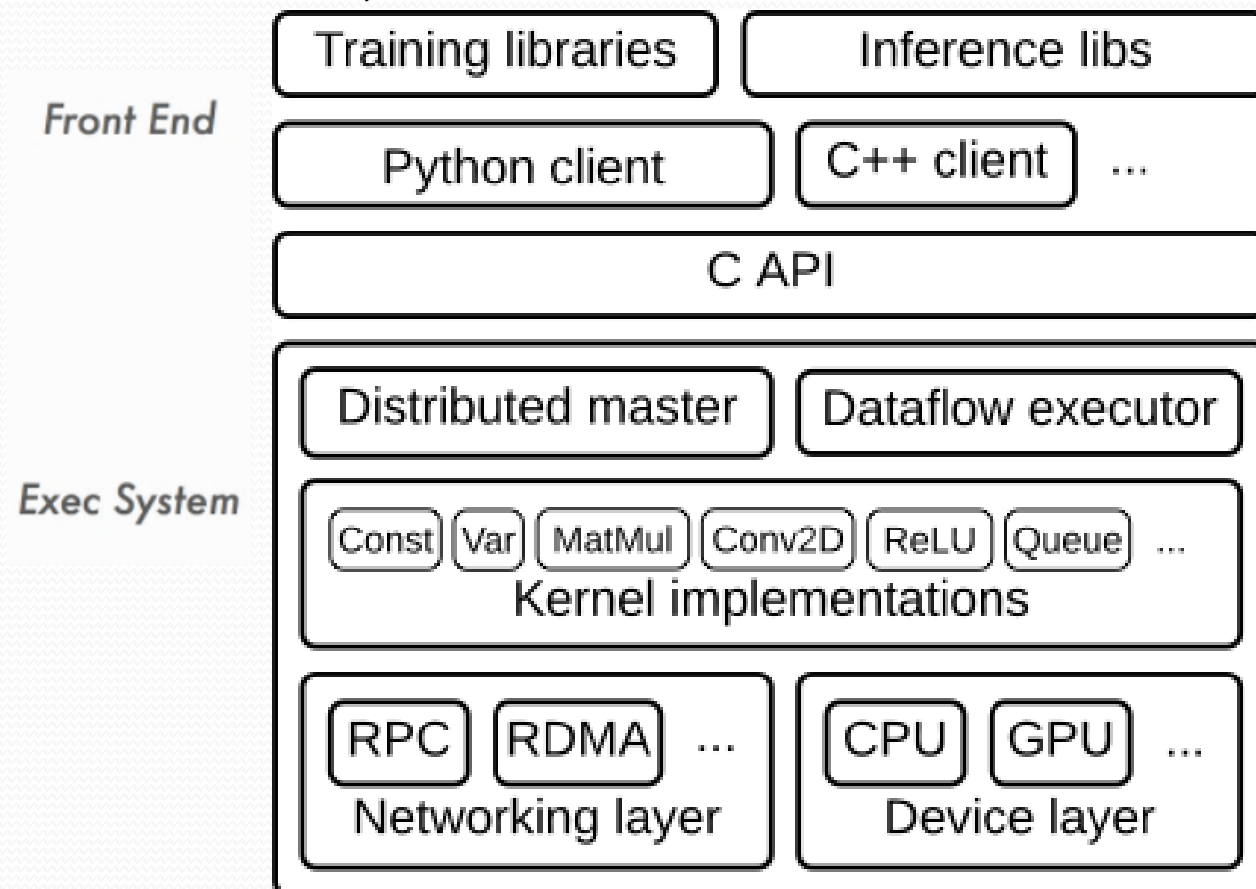 Training libraries
Inference libs
Front End
Python client
C++ client
...
C API
Distributed master
Dataflow executor
Exec System
Const
Var
MatMul
Conv2D
ReLU
Queue
...
Kernel implementations
RPC
RDMA
...
CPU
GPU
...
Networking layer
Device layer